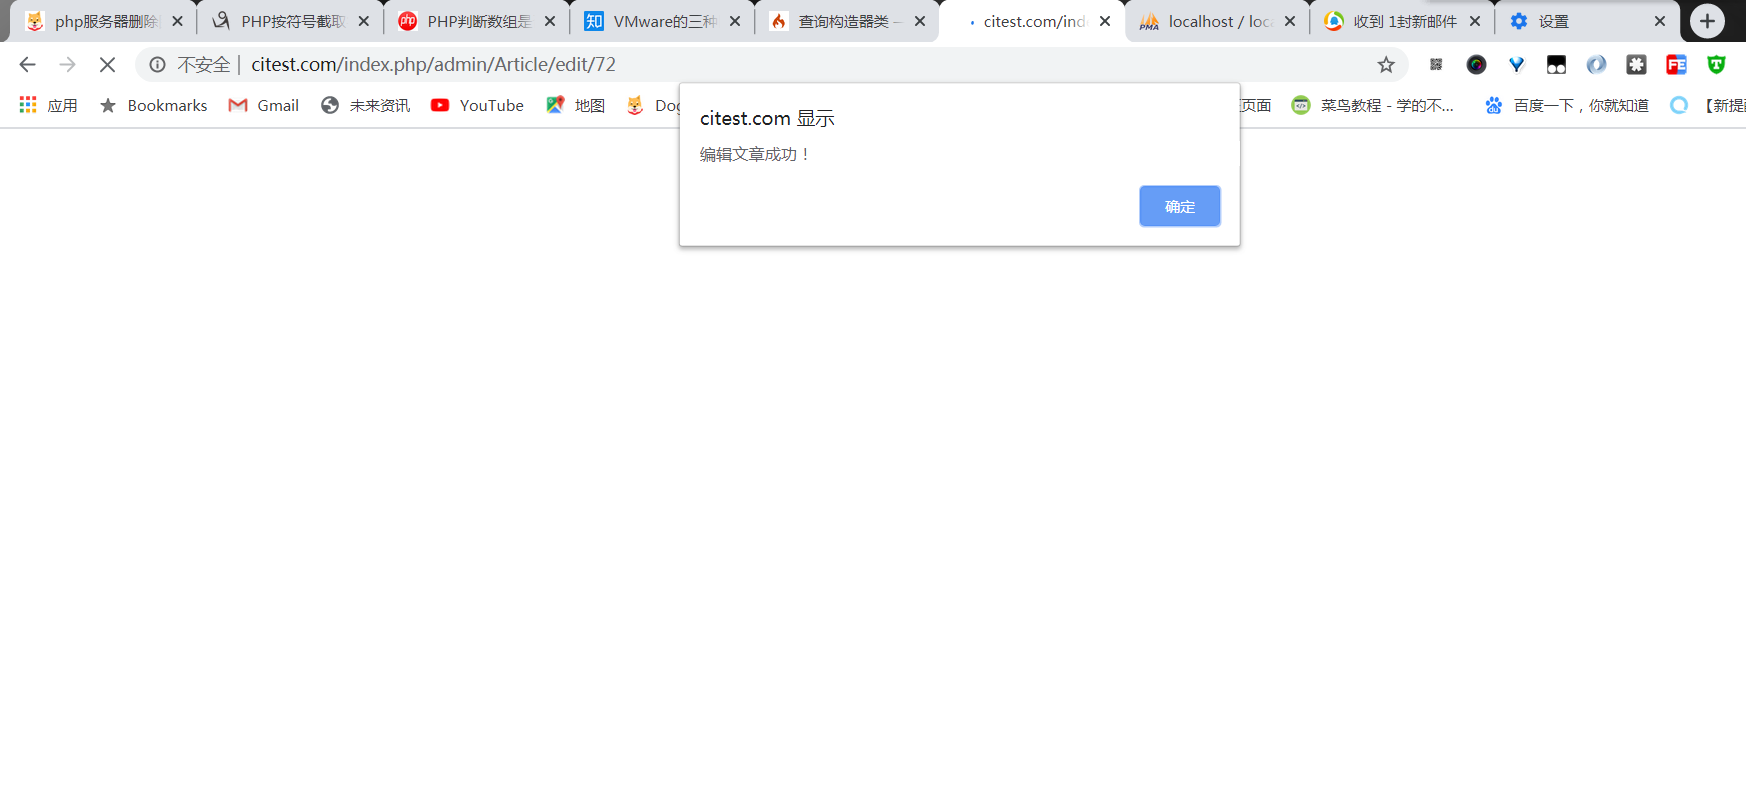 php服务器删除
PHP按符号截取
PHP判断数组是
VMware的三种
查询构造器类 –
citest.com/ind
localhost / loc
收到 1封新邮件
设置
不安全 | citest.com/index.php/admin/Article/edit/72
应用
Bookmarks
Gmail
未来资讯
YouTube
地图
Dog
页面
菜鸟教程 - 学的不...
百度一下，你就知道
【新提
citest.com 显示
编辑文章成功！
确定